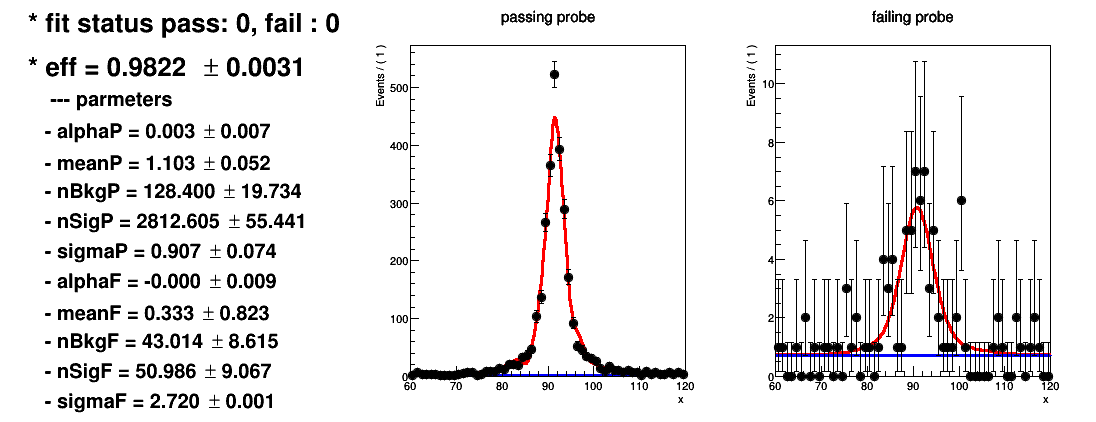 * fit status pass: 0, fail : 0
* eff = 0.9822 ± 0.0031
--- parmeters
- alphaP = 0.003 ± 0.007
- meanP = 1.103 ± 0.052
- nBkgP = 128.400 ± 19.734
- nSigP = 2812.605 ± 55.441
- sigmaP = 0.907 ± 0.074
- alphaF = -0.000 ± 0.009
- meanF = 0.333 ± 0.823
- nBkgF = 43.014 ± 8.615
- nSigF = 50.986 ± 9.067
- sigmaF = 2.720 ± 0.001
passing probe
Events / ( 1 )
500
400
300
200
100
0
60 70 80 90 100 110 120
x
failing probe
Events / ( 1 )
10
8
6
4
2
0
60 70 80 90 100 110 120
x